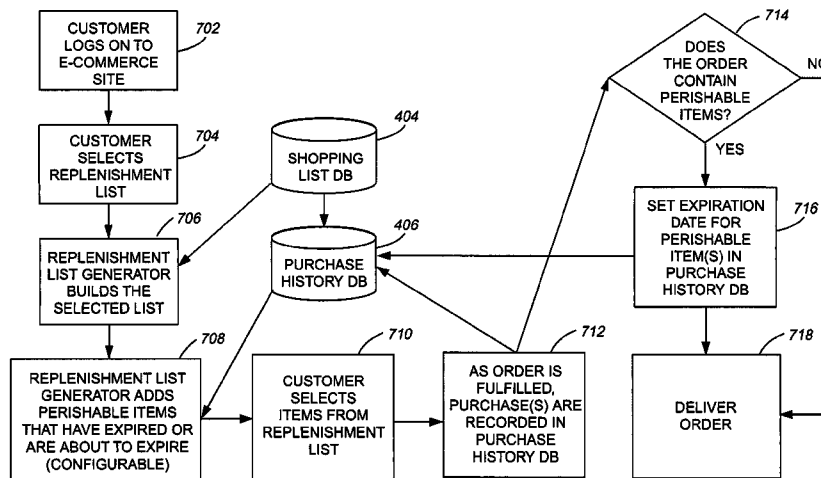 702
CUSTOMER
LOGS ON TO
E-COMMERCE
SITE
704
CUSTOMER
SELECTS
REPLENISHMENT
LIST
706
REPLENISHMENT
LIST GENERATOR
BUILDS THE
SELECTED LIST
708
REPLENISHMENT LIST
GENERATOR ADDS
PERISHABLE ITEMS
THAT HAVE EXPIRED OR
ARE ABOUT TO EXPIRE
(CONFIGURABLE)
404
SHOPPING
LIST DB
406
PURCHASE
HISTORY DB
710
CUSTOMER
SELECTS
ITEMS FROM
REPLENISHMENT
LIST
712
AS ORDER IS
FULFILLED,
PURCHASE(S) ARE
RECORDED IN
PURCHASE
HISTORY DB
714
DOES
THE ORDER
CONTAIN
PERISHABLE
ITEMS?
NO
YES
716
SET EXPIRATION
DATE FOR
PERISHABLE
ITEM(S) IN
PURCHASE
HISTORY DB
718
DELIVER
ORDER